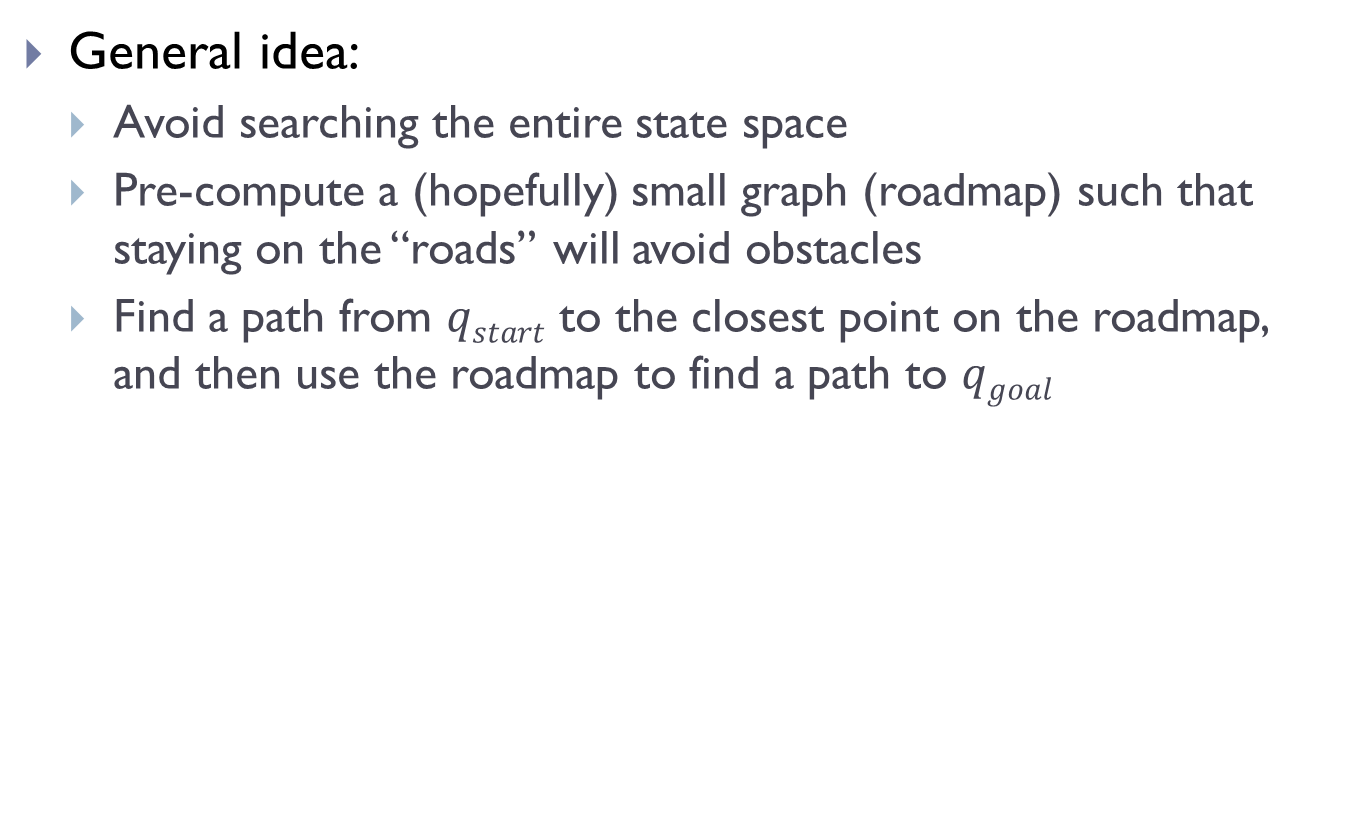 General idea:
Avoid searching the entire state space
Pre-compute a (hopefully) small graph (roadmap) such that
staying on the “roads” will avoid obstacles
Find a path from q_start to the closest point on the roadmap,
and then use the roadmap to find a path to q_goal